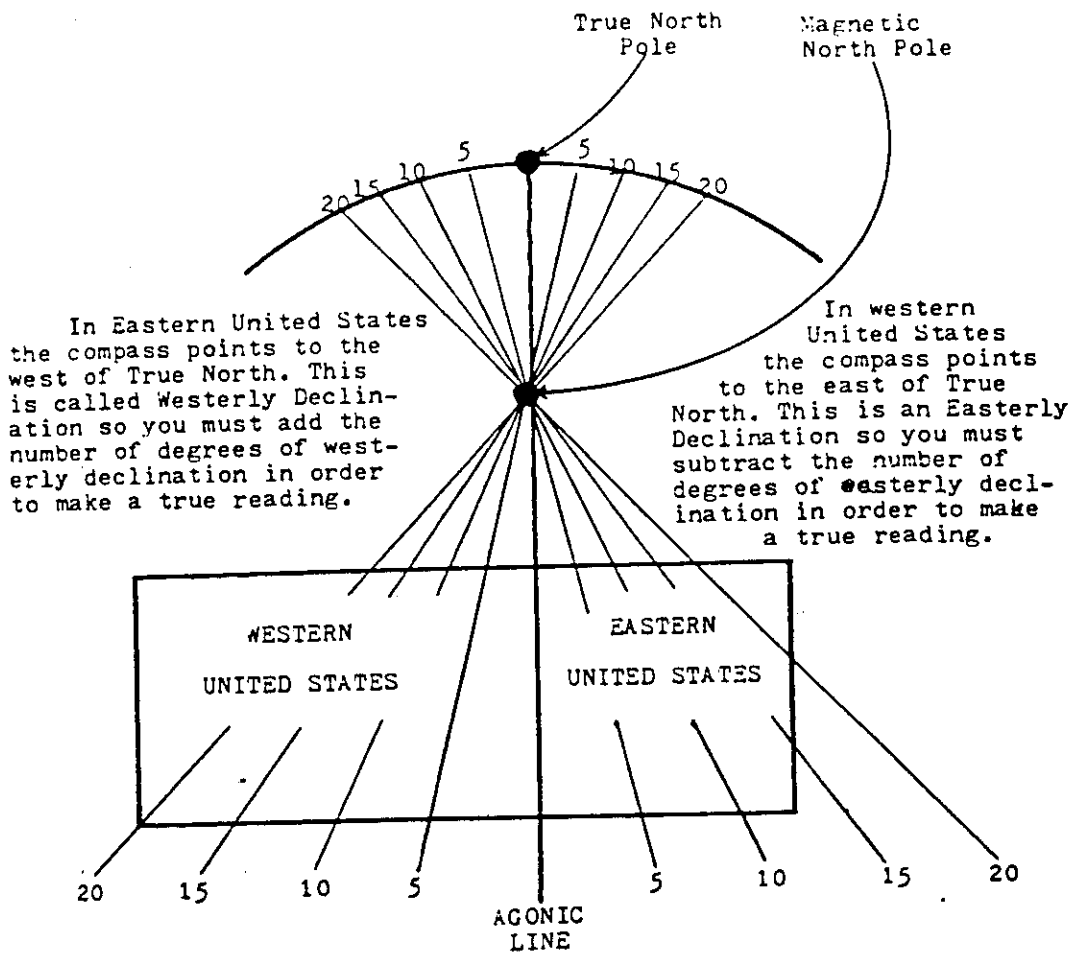 True North
Pole
Magnetic
North Pole
20
15
10
5
5
10
15
20
In Eastern United States
the compass points to the
west of True North. This
is called Westerly Declin-
ation so you must add the
number of degrees of west-
erly declination in order
to make a true reading.
In western
United States
the compass points
to the east of True
North. This is an Easterly
Declination so you must
subtract the number of
degrees of easterly decl-
ination in order to make
a true reading.
WESTERN
UNITED STATES
EASTERN
UNITED STATES
20
15
10
5
5
10
15
20
AGONIC
LINE